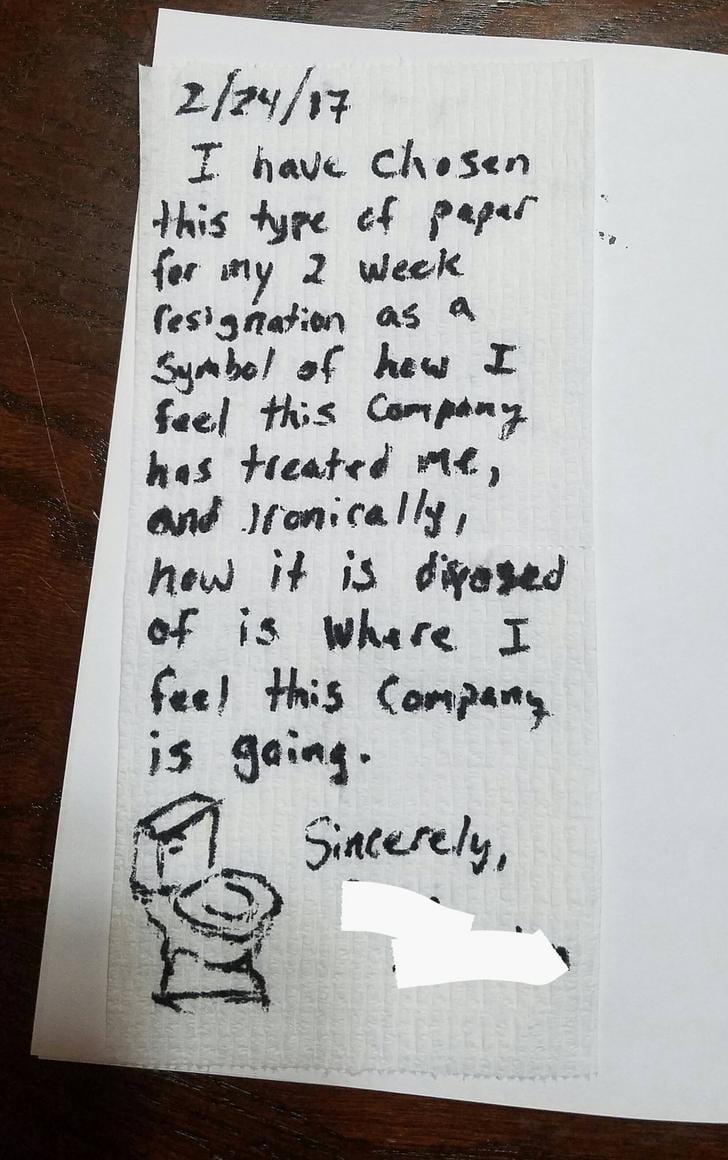 2/24/17
I have chosen
this type of paper
for my 2 week
resignation as a
symbol of how I
feel this company
has treated me,
and ironically,
how it is disposed
of is where I
feel this company
is going.
Sincerely,